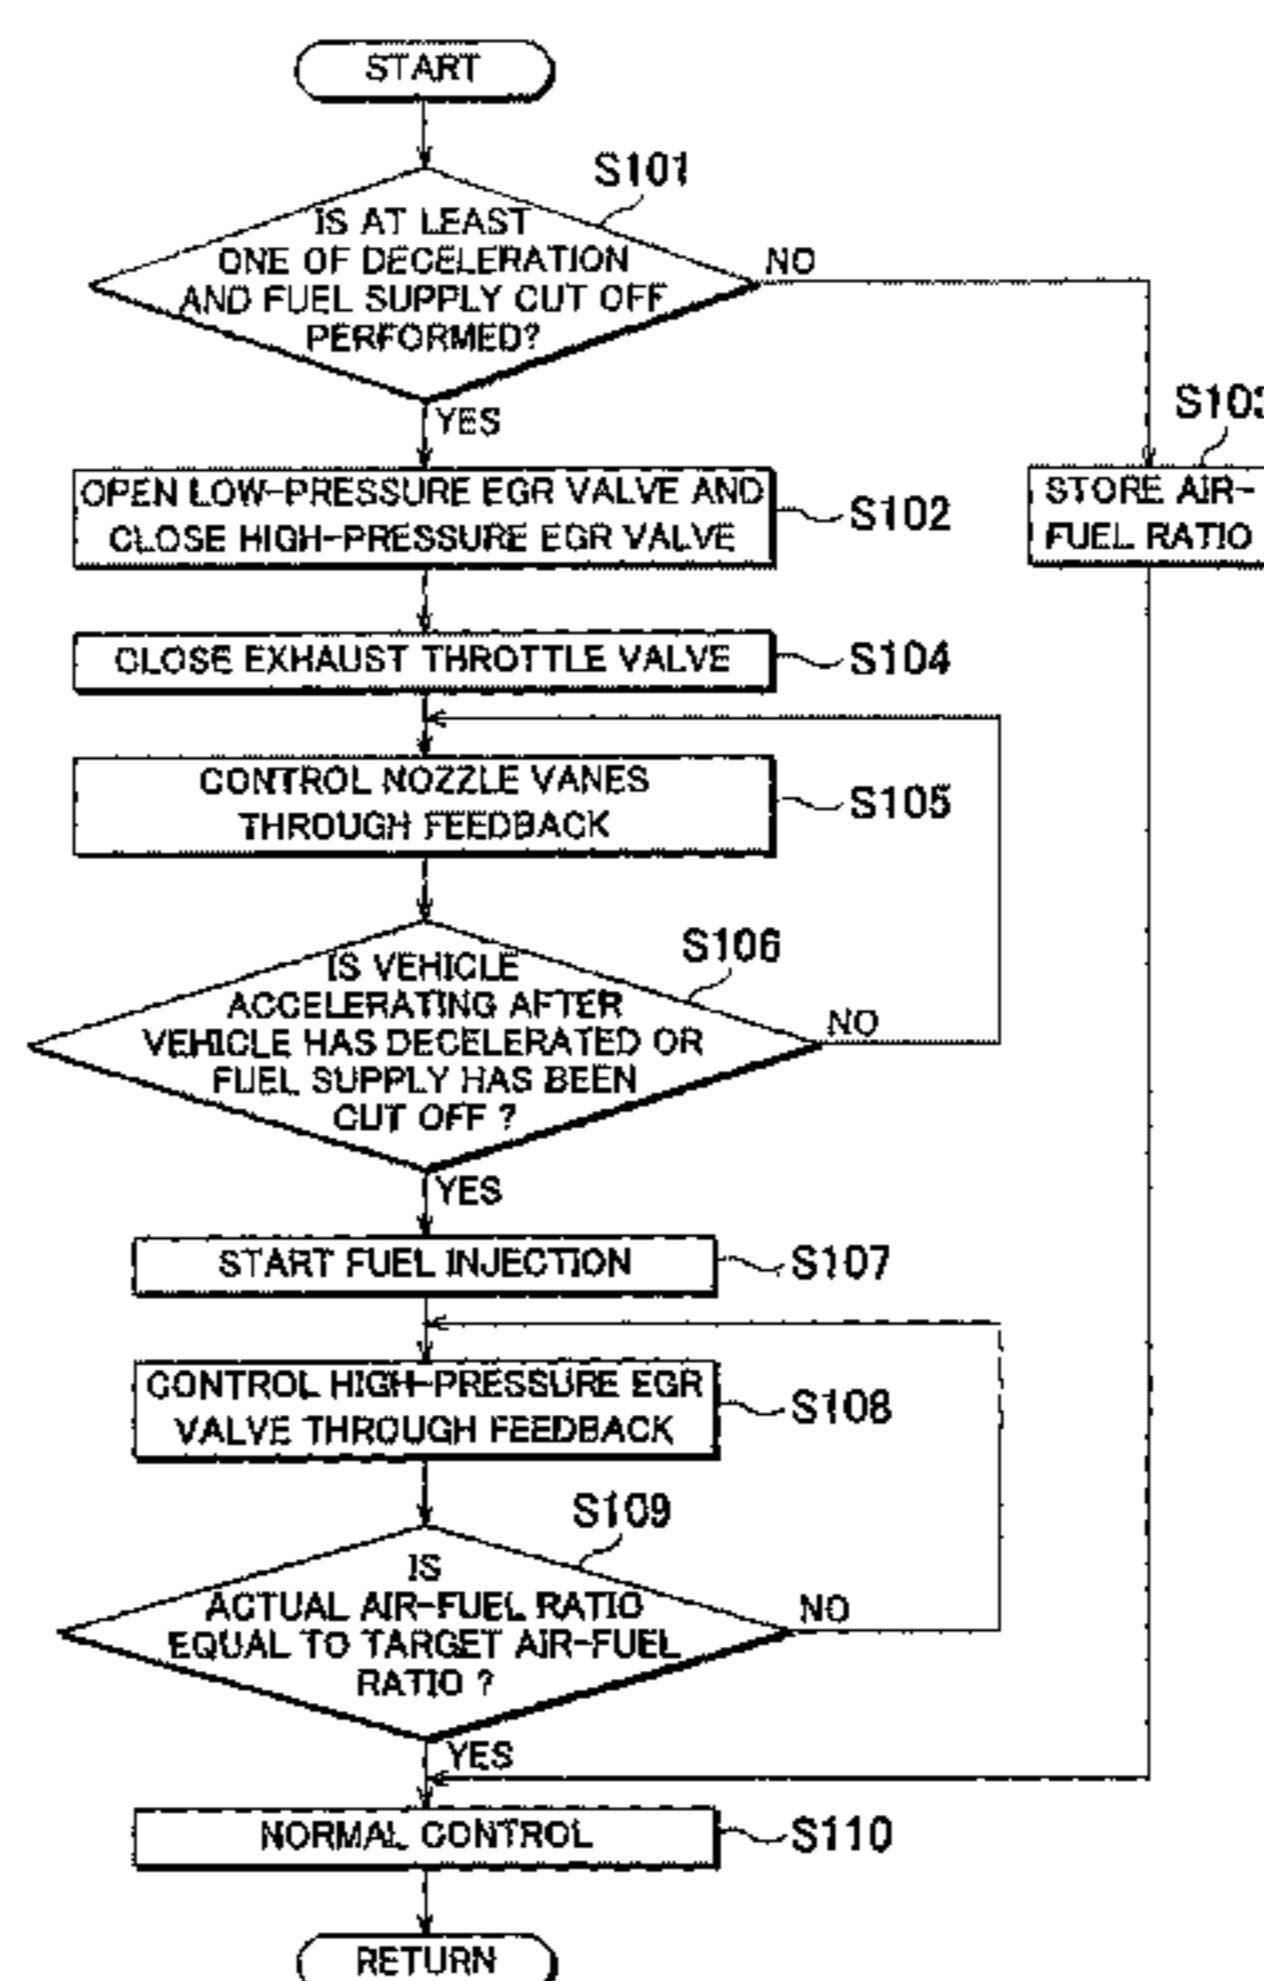 START
S101
IS AT LEAST
ONE OF DECELERATION
AND FUEL SUPPLY CUT OFF
PERFORMED?
NO
YES
S103
STORE AIR-
FUEL RATIO
OPEN LOW-PRESSURE EGR VALVE AND
CLOSE HIGH-PRESSURE EGR VALVE
S102
CLOSE EXHAUST THROTTLE VALVE
S104
CONTROL NOZZLE VANES
THROUGH FEEDBACK
S105
S106
IS VEHICLE
ACCELERATING AFTER
VEHICLE HAS DECELERATED OR
FUEL SUPPLY HAS BEEN
CUT OFF ?
NO
YES
START FUEL INJECTION
S107
CONTROL HIGH-PRESSURE EGR
VALVE THROUGH FEEDBACK
S108
S109
IS
ACTUAL AIR-FUEL RATIO
EQUAL TO TARGET AIR-FUEL
RATIO ?
NO
YES
NORMAL CONTROL
S110
RETURN